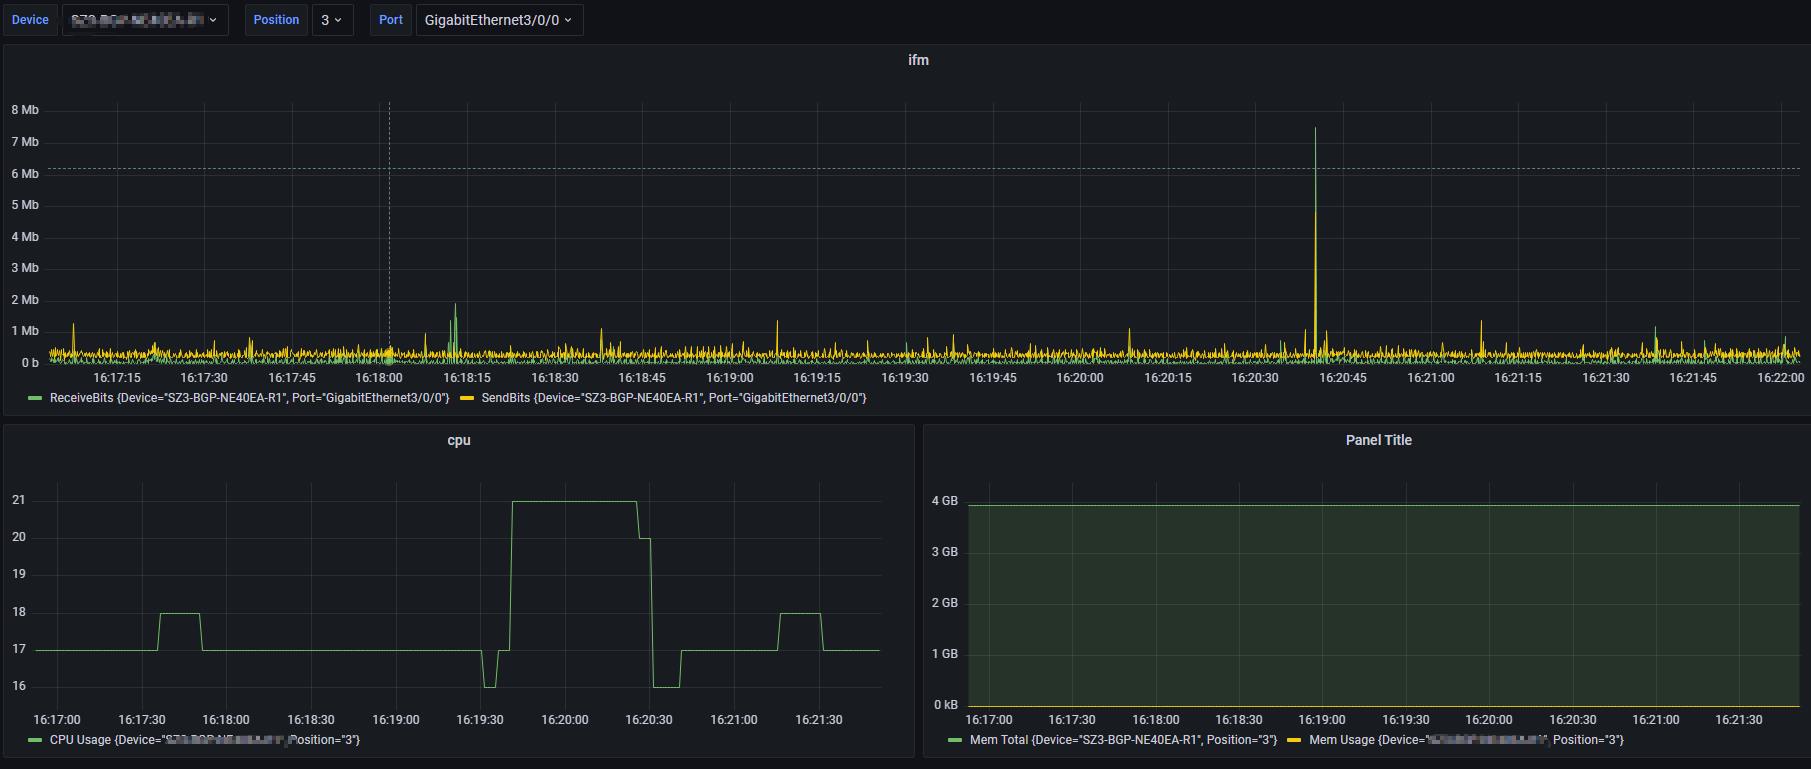 Device Position 3 Port GigabitEthernet3/0/0
ifm
8 Mb
7 Mb
6 Mb
5 Mb
4 Mb
3 Mb
2 Mb
1 Mb
0 b
16:17:15 16:17:30 16:17:45 16:18:00 16:18:15 16:18:30 16:18:45 16:19:00 16:19:15 16:19:30 16:19:45 16:20:00 16:20:15 16:20:30 16:20:45 16:21:00 16:21:15 16:21:30 16:21:45 16:22:00
ReceiveBits {Device="SZ3-BGP-NE40EA-R1", Port="GigabitEthernet3/0/0"} SendBits {Device="SZ3-BGP-NE40EA-R1", Port="GigabitEthernet3/0/0"}
cpu
21
20
19
18
17
16
16:17:00 16:17:30 16:18:00 16:18:30 16:19:00 16:19:30 16:20:00 16:20:30 16:21:00 16:21:30
CPU Usage {Device=" Position="3"}
Panel Title
4 GB
3 GB
2 GB
1 GB
0 kB
16:17:00 16:17:30 16:18:00 16:18:30 16:19:00 16:19:30 16:20:00 16:20:30 16:21:00 16:21:30
Mem Total {Device="SZ3-BGP-NE40EA-R1", Position="3"} Mem Usage {Device=" Position="3"}